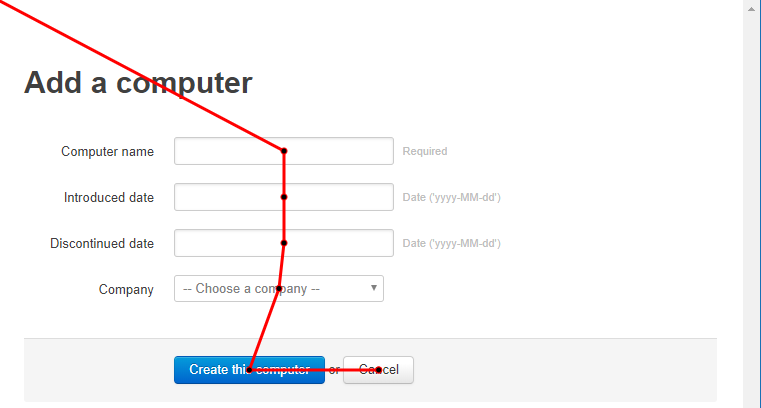 Add a computer
Computer name Required
Introduced date Date ('yyyy-MM-dd')
Discontinued date Date ('yyyy-MM-dd')
Company -- Choose a company --
Create this computer or Cancel